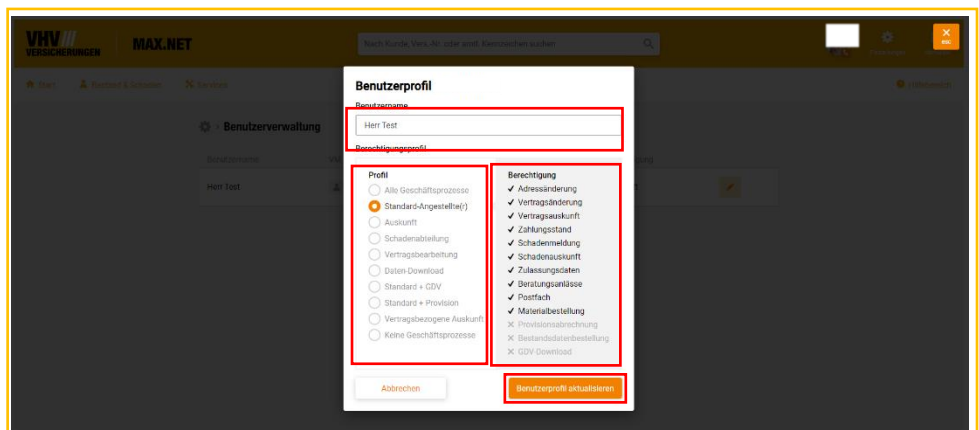 VHV
VERSICHERUNGEN
MAX.NET
Nach Kunde, Vers.-Nr. oder amtl. Kennzeichen suchen
ESC
Start
Services
Benutzerverwaltung
Benutzername
Herr Test
Benutzerprofil
Benutzername
Herr Test
Berechtigungsprofil
Profil
Alle Geschäftsprozesse
Standard-Angestellte(r)
Auskunft
Schadenabteilung
Vertragsbearbeitung
Daten-Download
Standard + GDV
Standard + Provision
Vertragsbezogene Auskunft
Keine Geschäftsprozesse
Berechtigung
✓ Adressänderung
✓ Vertragsänderung
✓ Vertragsauskunft
✓ Zahlungsstand
✓ Schadenmeldung
✓ Schadenauskunft
✓ Zulassungsdaten
✓ Beratungsanlässe
✓ Postfach
✓ Materialbestellung
✕ Provisionsabrechnung
✕ Bestandsdatenbestellung
✕ GDV-Download
Abbrechen
Benutzerprofil aktualisieren